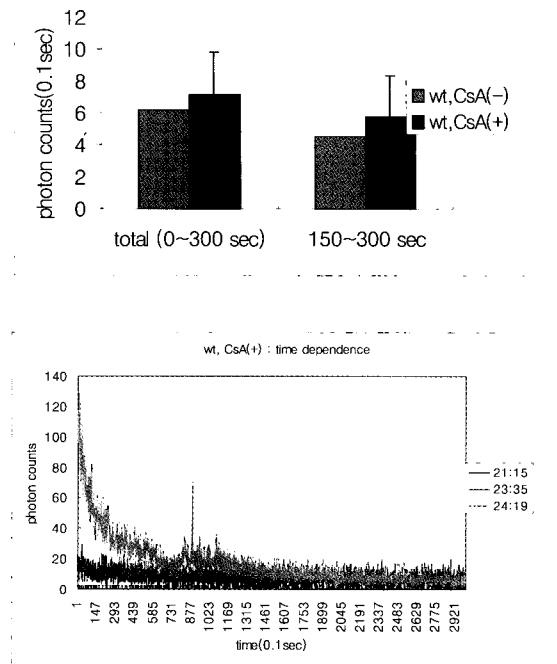 12
10
8
6
4
2
0
photon counts(0.1sec)
wt,CsA(-)
wt,CsA(+)
total (0~300 sec)
150~300 sec
wt, CsA(+) : time dependence
140
120
100
80
60
40
20
0
photon counts
21:15
23:35
24:19
1 147 293 439 585 731 877 1023 1169 1315 1461 1607 1753 1899 2045 2191 2337 2483 2629 2775 2921
time(0.1sec)